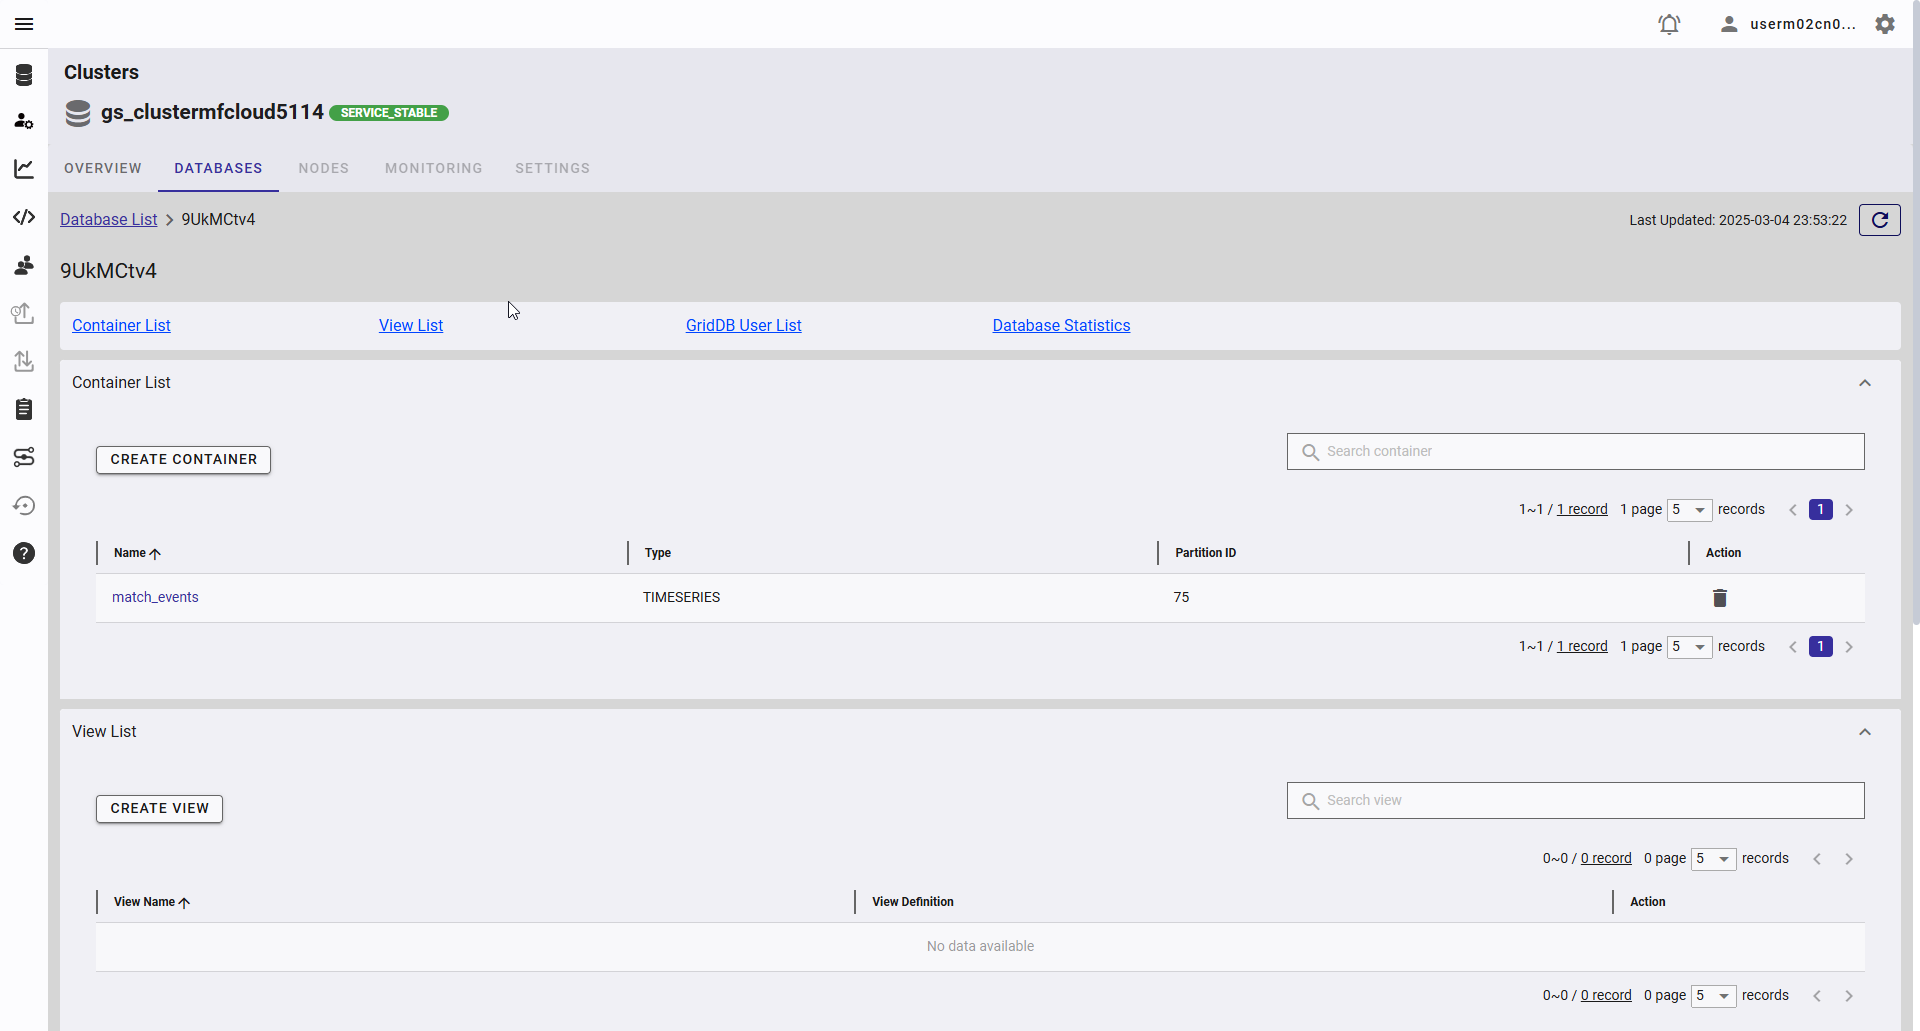 userm02cn0...
Clusters
gs_clustermfcloud5114 SERVICE_STABLE
OVERVIEW DATABASES NODES MONITORING SETTINGS
Database List > 9UkMCtv4
Last Updated: 2025-03-04 23:53:22
9UkMCtv4
Container List View List GridDB User List Database Statistics
Container List
CREATE CONTAINER
Search container
1~1 / 1 record 1 page 5 records 1
Name Type Partition ID Action
match_events TIMESERIES 75
1~1 / 1 record 1 page 5 records 1
View List
CREATE VIEW
Search view
0~0 / 0 record 0 page 5 records
View Name View Definition Action
No data available
0~0 / 0 record 0 page 5 records